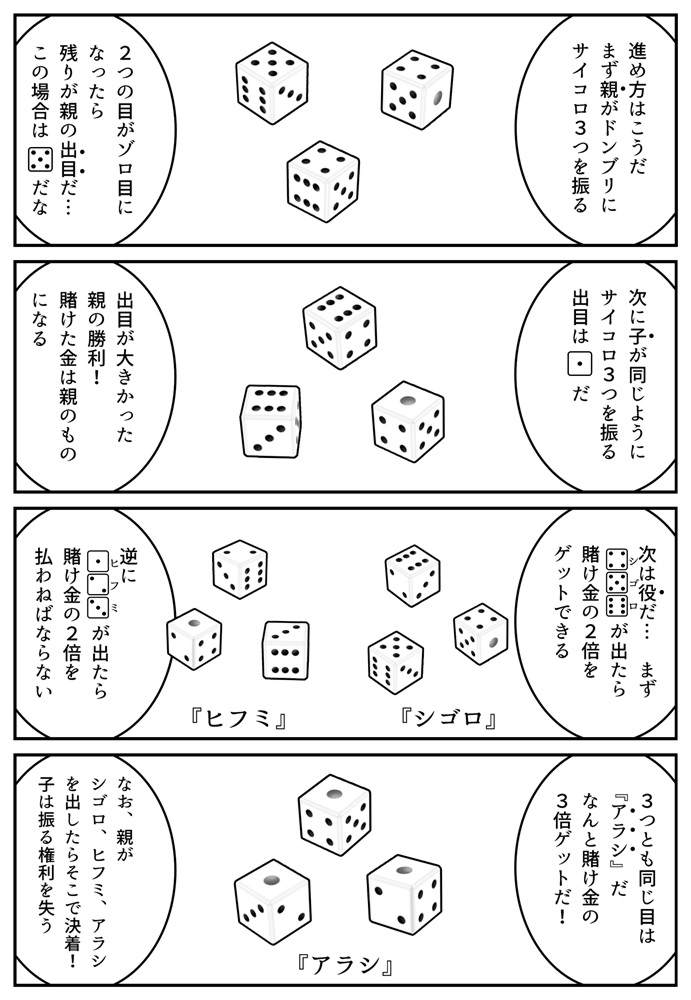 進め方はこうだ
まず親がドンブリに
サイコロ３つを振る
２つの目がゾロ目に
なったら
残りが親の出目だ…
この場合は⚄だな
次に子が同じように
サイコロ３つを振る
出目は⚀だ
出目が大きかった
親の勝利！
賭けた金は親のもの
になる
次は役だ… まず
⚃⚄⚅が出たら
シゴロ
賭け金の２倍を
ゲットできる
『シゴロ』
『ヒフミ』
逆に
⚀⚁⚂が出たら
ヒフミ
賭け金の２倍を
払わねばならない
３つとも同じ目は
『アラシ』だ
なんと賭け金の
３倍ゲットだ！
『アラシ』
なお、親が
シゴロ、ヒフミ、アラシ
を出したらそこで決着！
子は振る権利を失う